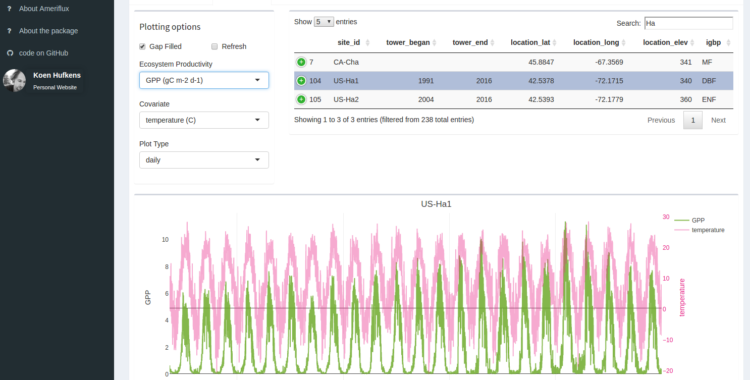 About Ameriflux
About the package
code on GitHub
Koen Hufkens
Personal Website
Plotting options
Gap Filled Refresh
Ecosystem Productivity
GPP (gC m-2 d-1)
Covariate
temperature (C)
Plot Type
daily
Show 5 entries Search: Ha
site_id tower_began tower_end location_lat location_long location_elev igbp
7 CA-Cha 45.8847 -67.3569 341 MF
104 US-Ha1 1991 2016 42.5378 -72.1715 340 DBF
105 US-Ha2 2004 2016 42.5393 -72.1779 360 ENF
Showing 1 to 3 of 3 entries (filtered from 238 total entries) Previous 1 Next
US-Ha1
GPP
temperature
GPP
10
8
6
4
2
0
30
20
10
0
−10
−20
temperature